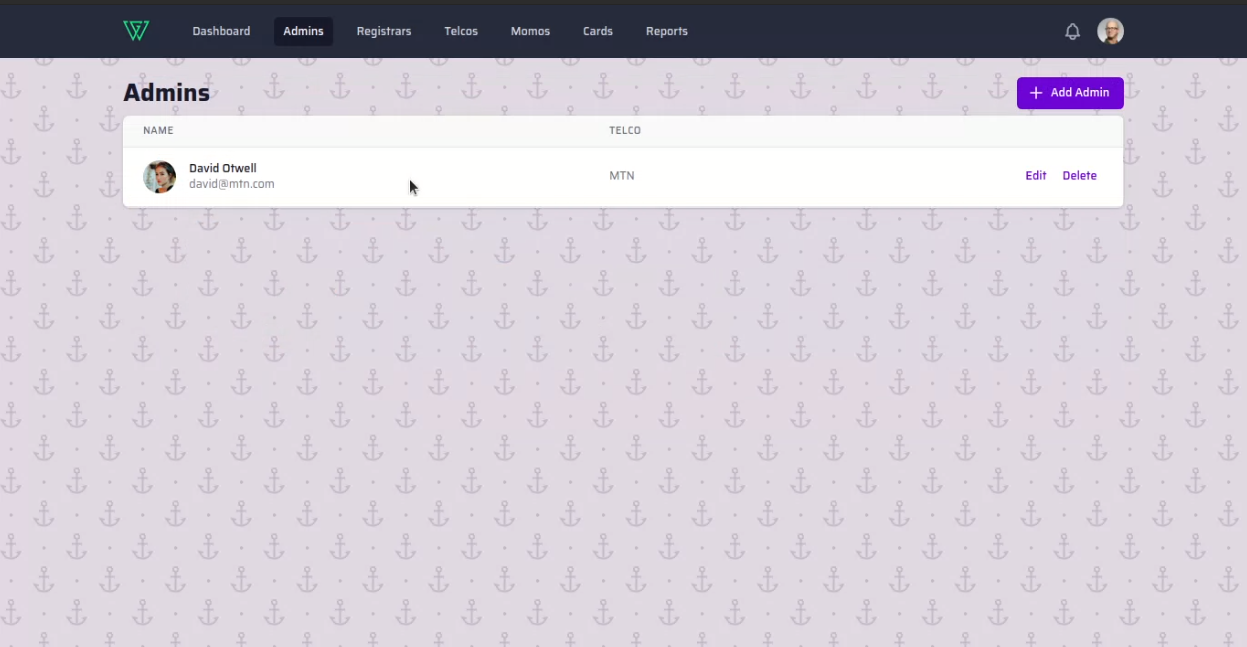 Dashboard Admins Registrars Telcos Momos Cards Reports
Admins
Add Admin
NAME TELCO
David Otwell
david@mtn.com
MTN
Edit Delete